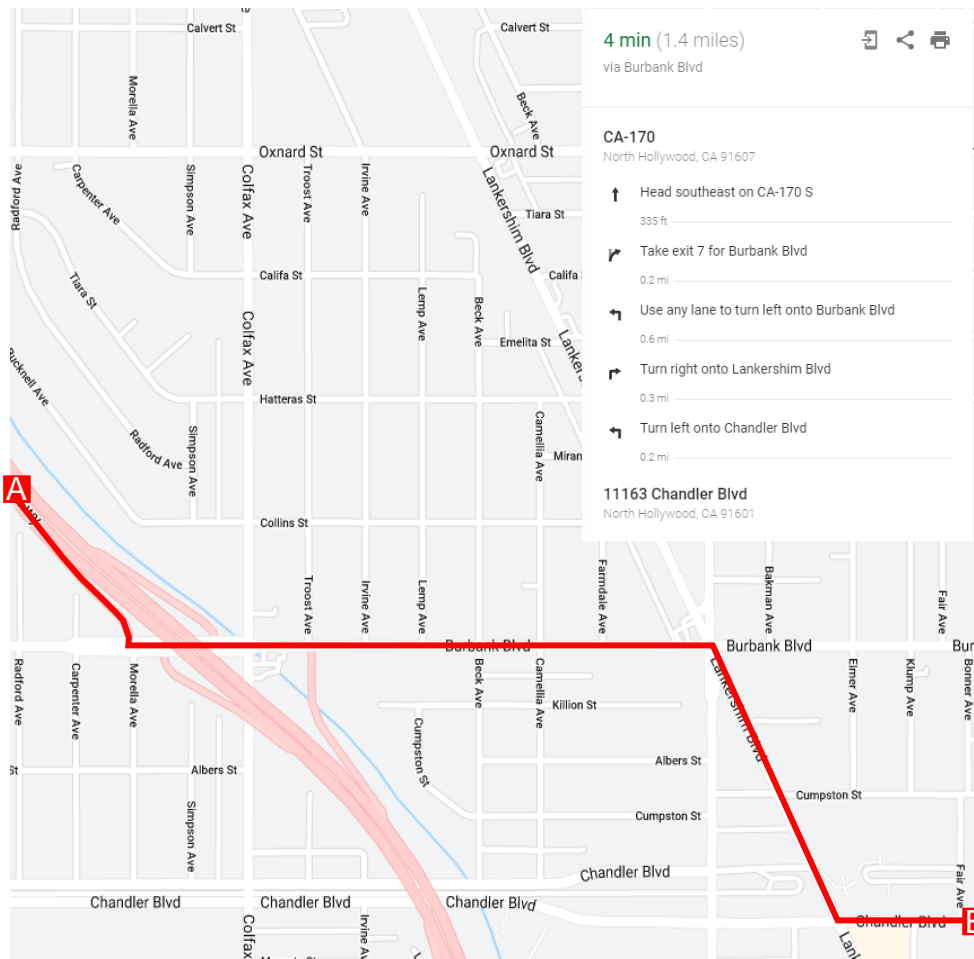 Calvert St
Calvert St
4 min (1.4 miles)
via Burbank Blvd
Morella Ave
Beck Ave
CA-170
North Hollywood, CA 91607
Oxnard St
Oxnard St
Radford Ave
Carpenter Ave
Simpson Ave
Colfax Ave
Troost Ave
Irvine Ave
Lankershim Blvd
Tiara St
Head southeast on CA-170 S
335 ft
Take exit 7 for Burbank Blvd
0.2 mi
Califa St
Califa
Tiara St
Lemp Ave
Beck Ave
Colfax Ave
Use any lane to turn left onto Burbank Blvd
0.6 mi
Emelita St
Lankers
Bucknell Ave
Turn right onto Lankershim Blvd
0.3 mi
Hatteras St
Radford Ave
Simpson Ave
Camellia Ave
Miran
Turn left onto Chandler Blvd
0.2 mi
11163 Chandler Blvd
North Hollywood, CA 91601
A
Collins St
Troost Ave
Irvine Ave
Lemp Ave
Farmdale Ave
Bakman Ave
Fair Ave
Burbank Blvd
Burbank Blvd
Bur
Radford Ave
Carpenter Ave
Morella Ave
Beck Ave
Camellia Ave
Lankershim Blvd
Elmer Ave
Klump Ave
Bonner Ave
Killion St
Cumpston St
St
Albers St
Albers St
Cumpston St
Cumpston St
Simpson Ave
Chandler Blvd
Fair Ave
Chandler Blvd
Chandler Blvd
Chandler Blvd
Chandler Blvd
B
Colfax
Irvine Ave
Lank